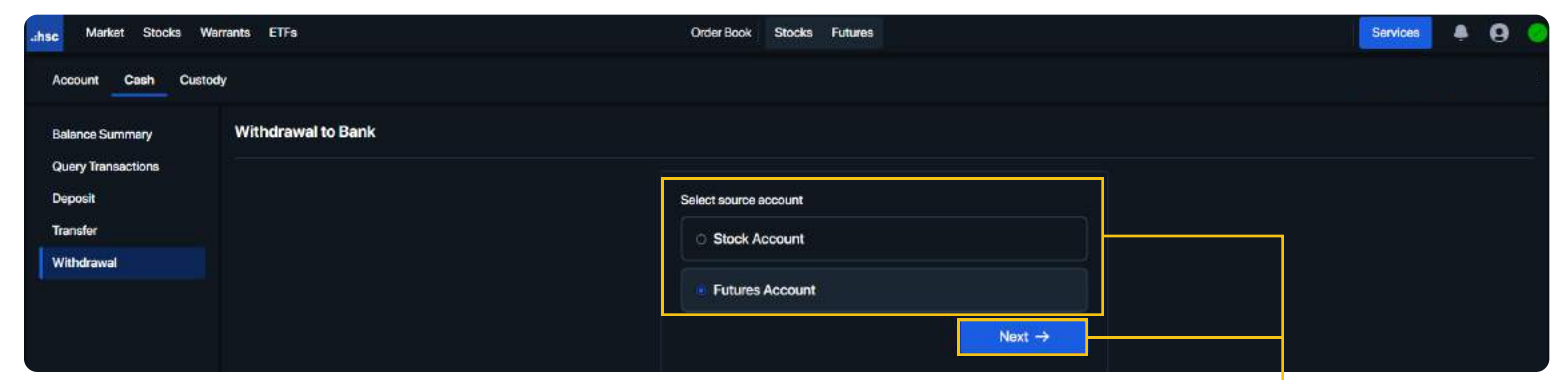 .:hsc Market Stocks Warrants ETFs Order Book Stocks Futures Services
Account Cash Custody
Balance Summary
Query Transactions
Deposit
Transfer
Withdrawal
Withdrawal to Bank
Select source account
Stock Account
Futures Account
Next →